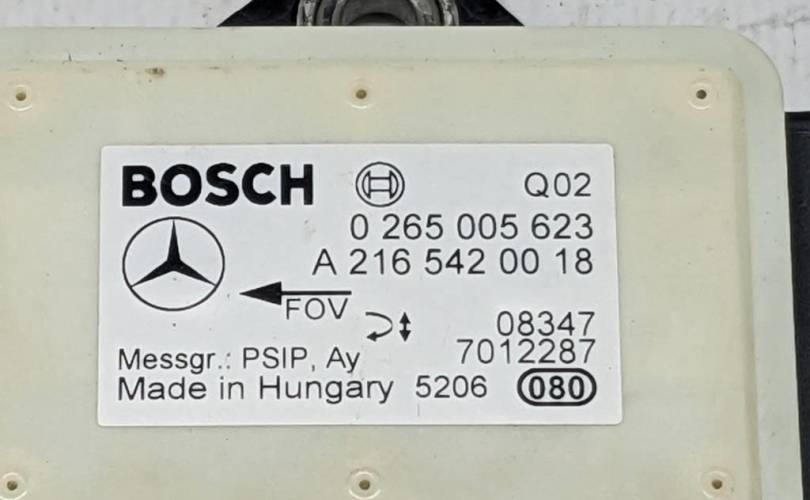 BOSCH Q02
0 265 005 623
A 216 542 00 18
FOV
08347
7012287
Messgr.: PSIP, Ay
Made in Hungary 5206 080